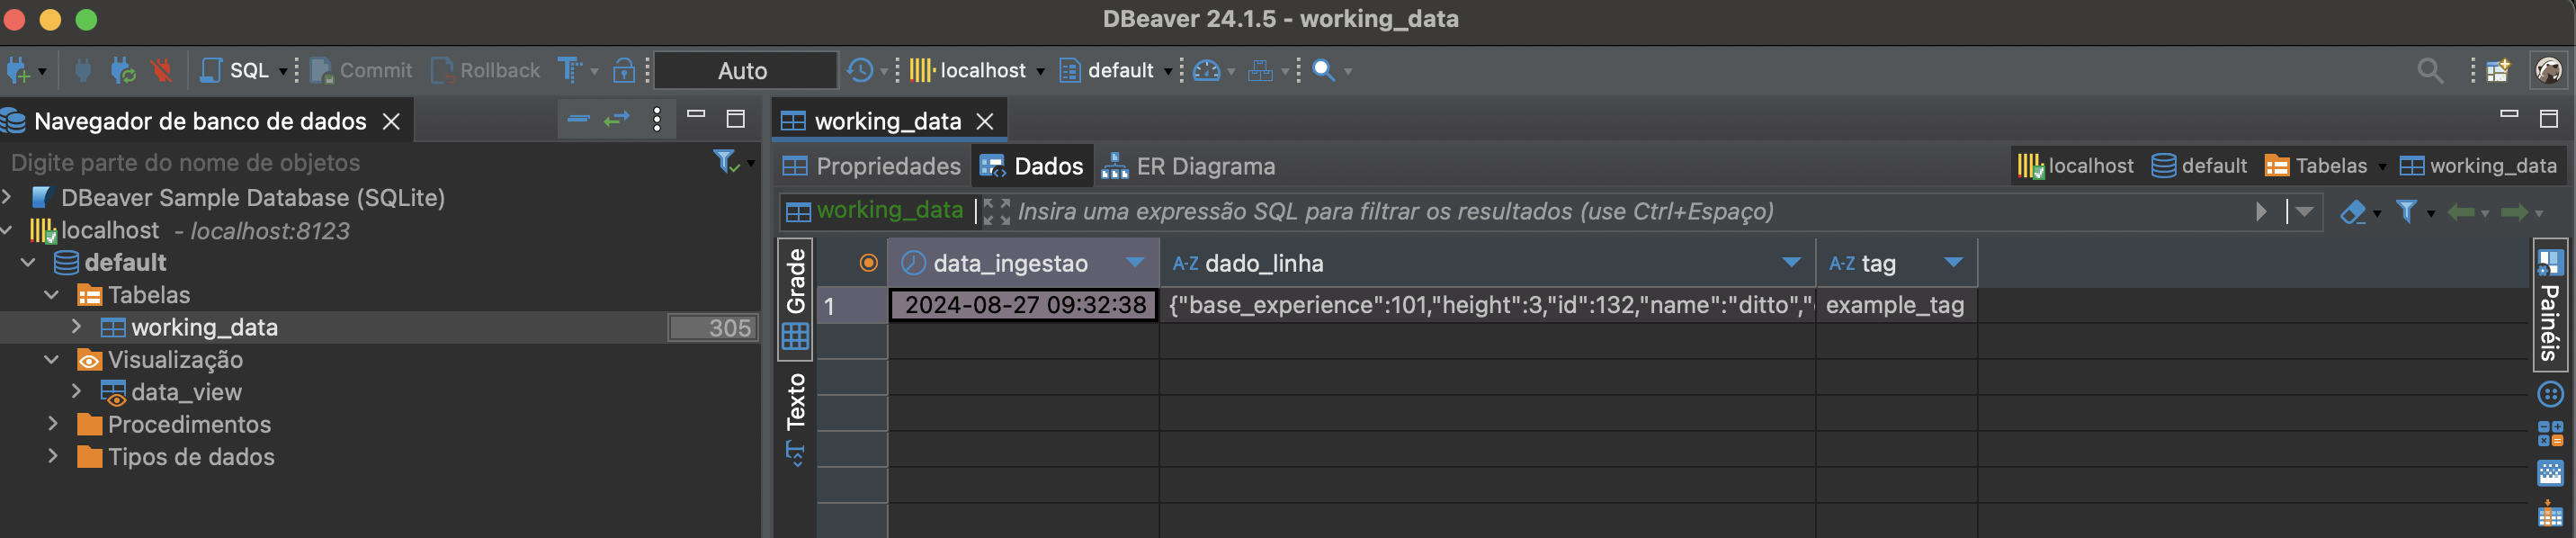 DBeaver 24.1.5 - working_data
SQL Commit Rollback Auto localhost default
Navegador de banco de dados
Digite parte do nome de objetos
DBeaver Sample Database (SQLite)
localhost - localhost:8123
default
Tabelas
working_data 305
Visualização
data_view
Procedimentos
Tipos de dados
working_data
Propriedades Dados ER Diagrama localhost default Tabelas working_data
working_data Insira uma expressão SQL para filtrar os resultados (use Ctrl+Espaço)
Grade
Texto
data_ingestao A-Z dado_linha A-Z tag
1 2024-08-27 09:32:38 {"base_experience":101,"height":3,"id":132,"name":"ditto"," example_tag
Painéis